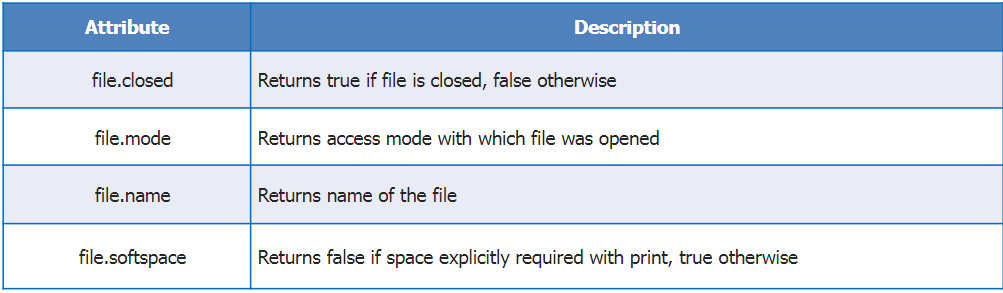 Attribute Description
file.closed Returns true if file is closed, false otherwise
file.mode Returns access mode with which file was opened
file.name Returns name of the file
file.softspace Returns false if space explicitly required with print, true otherwise